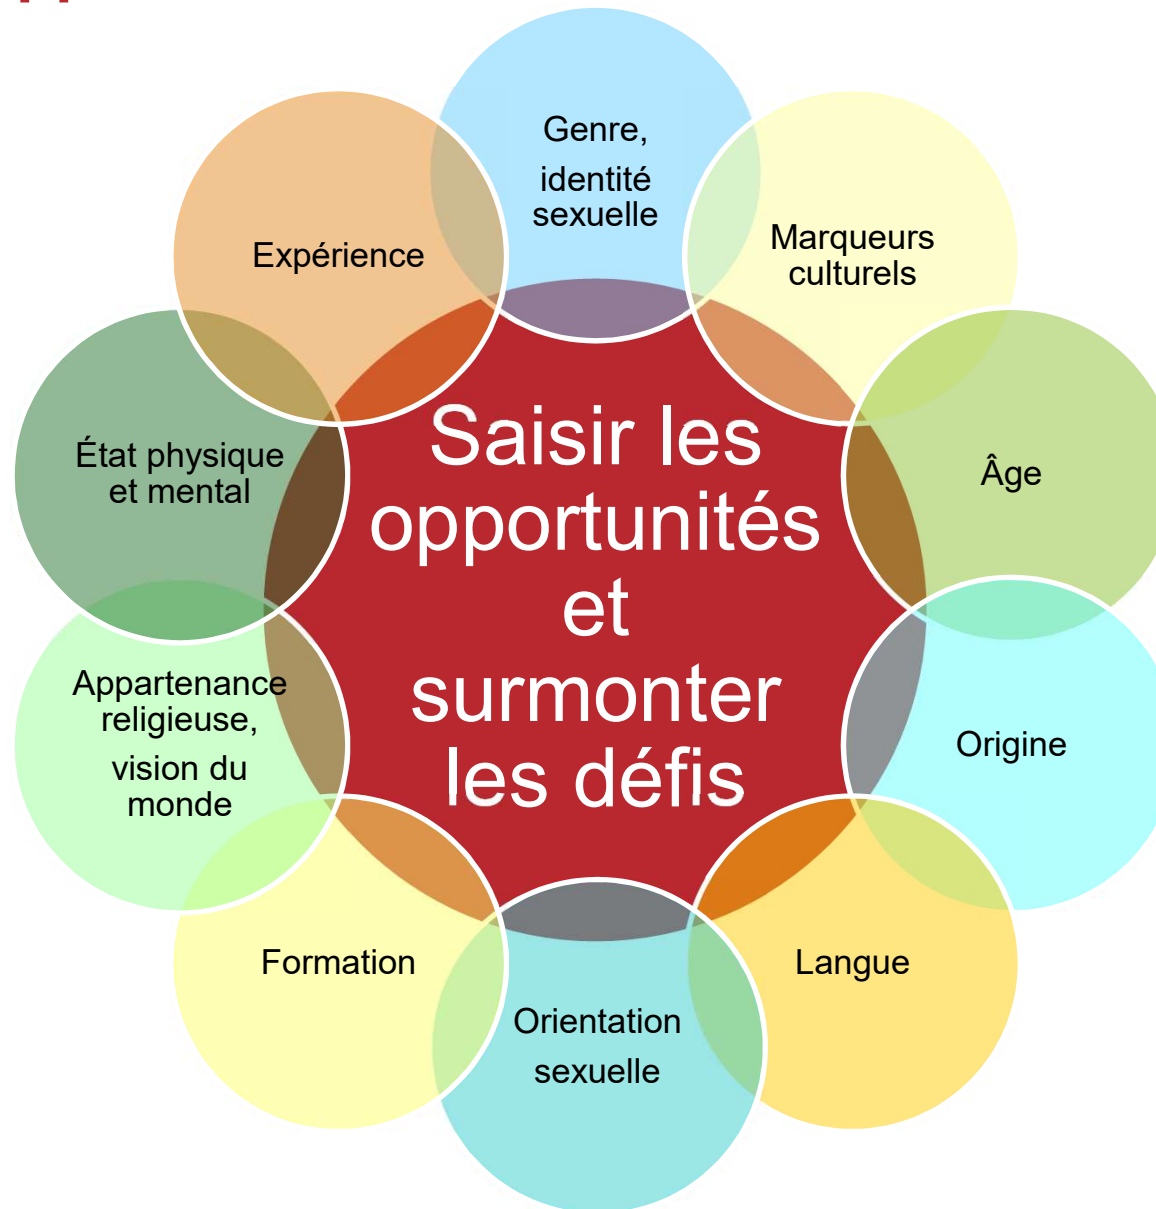 Genre,
identité
sexuelle
Marqueurs
culturels
Âge
Origine
Langue
Orientation
sexuelle
Formation
Appartenance
religieuse,
vision du
monde
État physique
et mental
Expérience
Saisir les
opportunités
et
surmonter
les défis